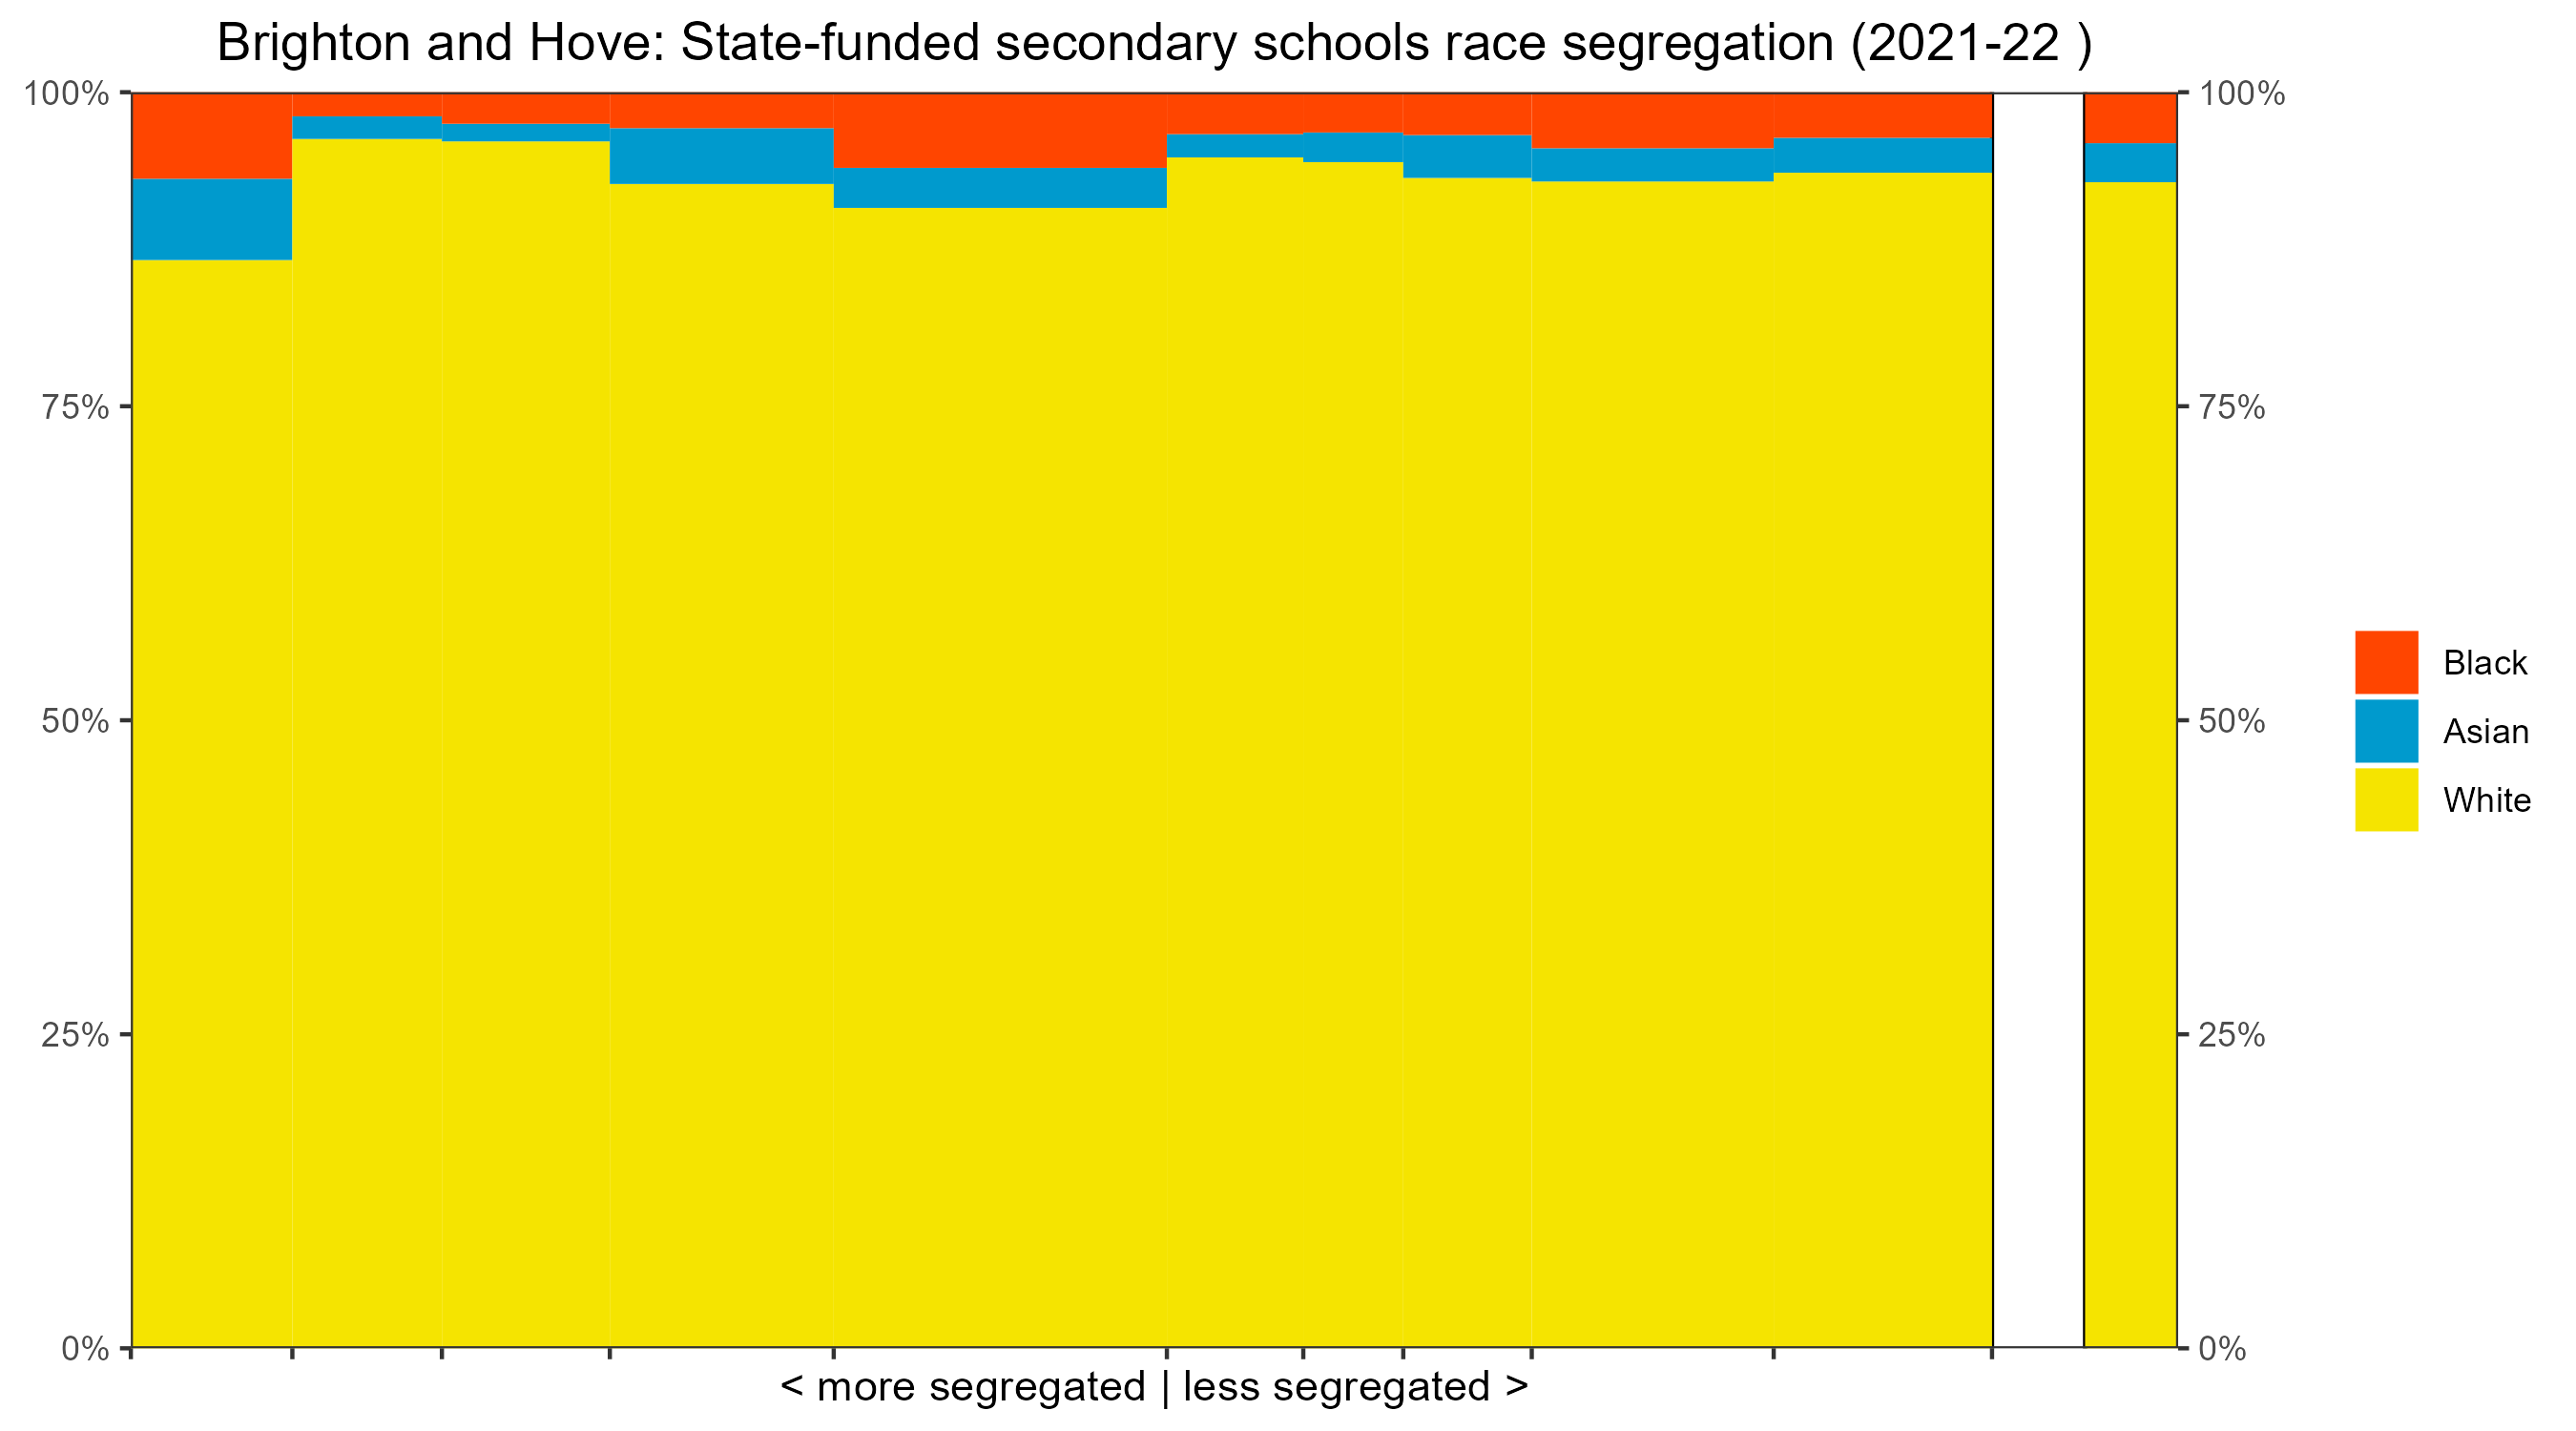 Brighton and Hove: State-funded secondary schools race segregation (2021-22 )
100%
75%
50%
25%
0%
100%
75%
50%
25%
0%
Black
Asian
White
< more segregated | less segregated >